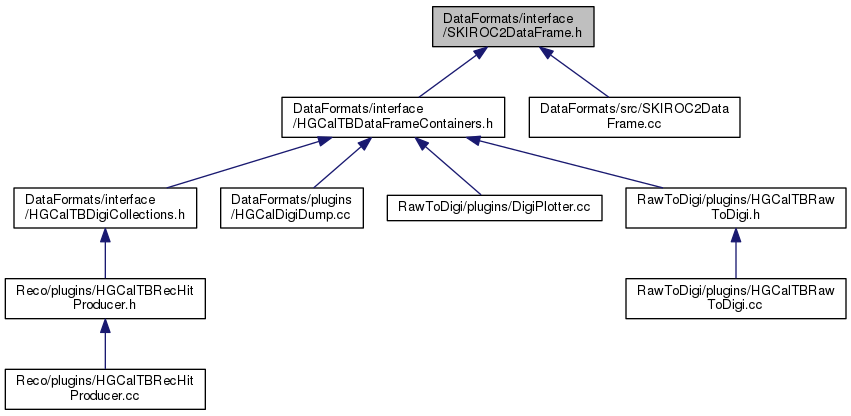 DataFormats/interface
/SKIROC2DataFrame.h
DataFormats/interface
/HGCalTBDataFrameContainers.h
DataFormats/src/SKIROC2Data
Frame.cc
DataFormats/interface
/HGCalTBDigiCollections.h
DataFormats/plugins
/HGCalDigiDump.cc
RawToDigi/plugins/DigiPlotter.cc
RawToDigi/plugins/HGCalTBRaw
ToDigi.h
Reco/plugins/HGCalTBRecHit
Producer.h
RawToDigi/plugins/HGCalTBRaw
ToDigi.cc
Reco/plugins/HGCalTBRecHit
Producer.cc